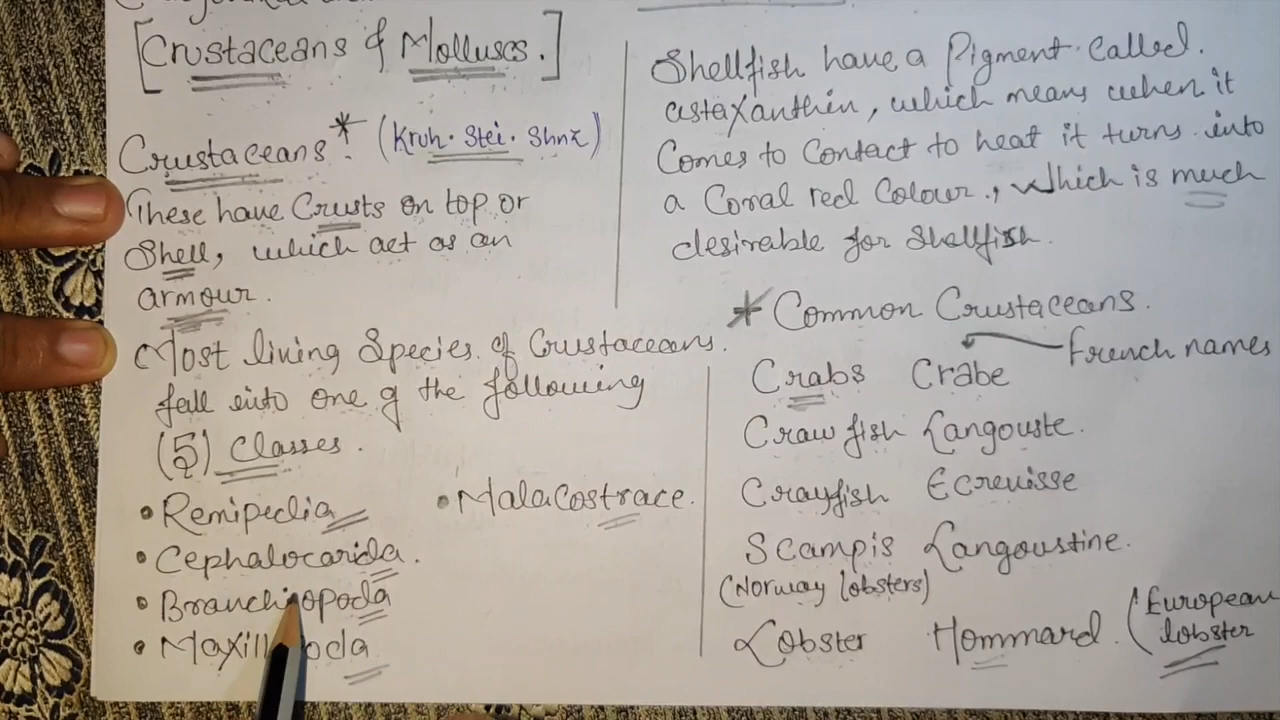 [Crustaceans & Molluscs.]
Crustaceans* (Kruh·Stei·Shnz)
These have Crusts on top or
Shell, which act as an
armour.
Most living Species of Crustaceans.
fall into one of the following
(5) Classes.
• Remipedia
• Cephalocarida.
• Branchiopoda
• Maxillopoda
• Malacostrace.
Shellfish have a Pigment called.
astaxanthin, which means when it
Comes to Contact to heat it turns into
a Coral red Colour., which is much
desirable for Shellfish.
* Common Crustaceans.
French names
Crabs Crabe
Crawfish Langouste.
Crayfish Ecrevisse
Scampis Langoustine.
(Norway lobsters)
Lobster Hommard. (European
lobster